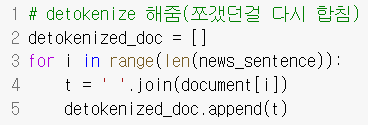 1 # detokenize 해줌(쪼갰던걸 다시 합침)
2 detokenized_doc = []
3 for i in range(len(news_sentence)):
4     t = ' '.join(document[i])
5     detokenized_doc.append(t)